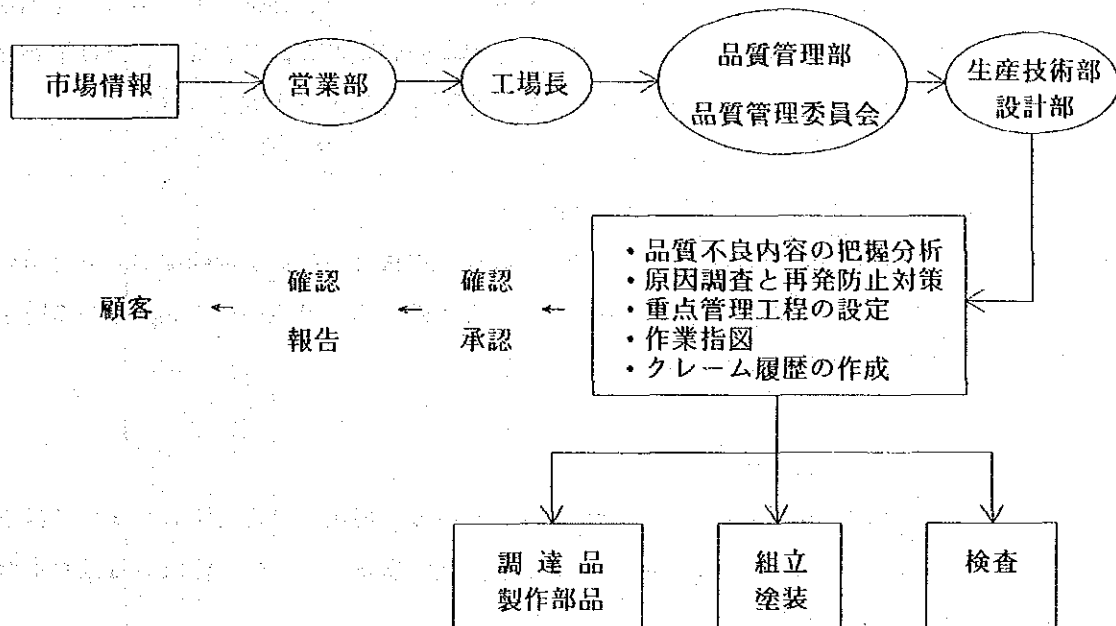 市場情報
営業部
工場長
品質管理部
品質管理委員会
生産技術部
設計部
・品質不良内容の把握分析
・原因調査と再発防止対策
・重点管理工程の設定
・作業指図
・クレーム履歴の作成
確認
承認
確認
報告
顧客
調達品
製作部品
組立
塗装
検査